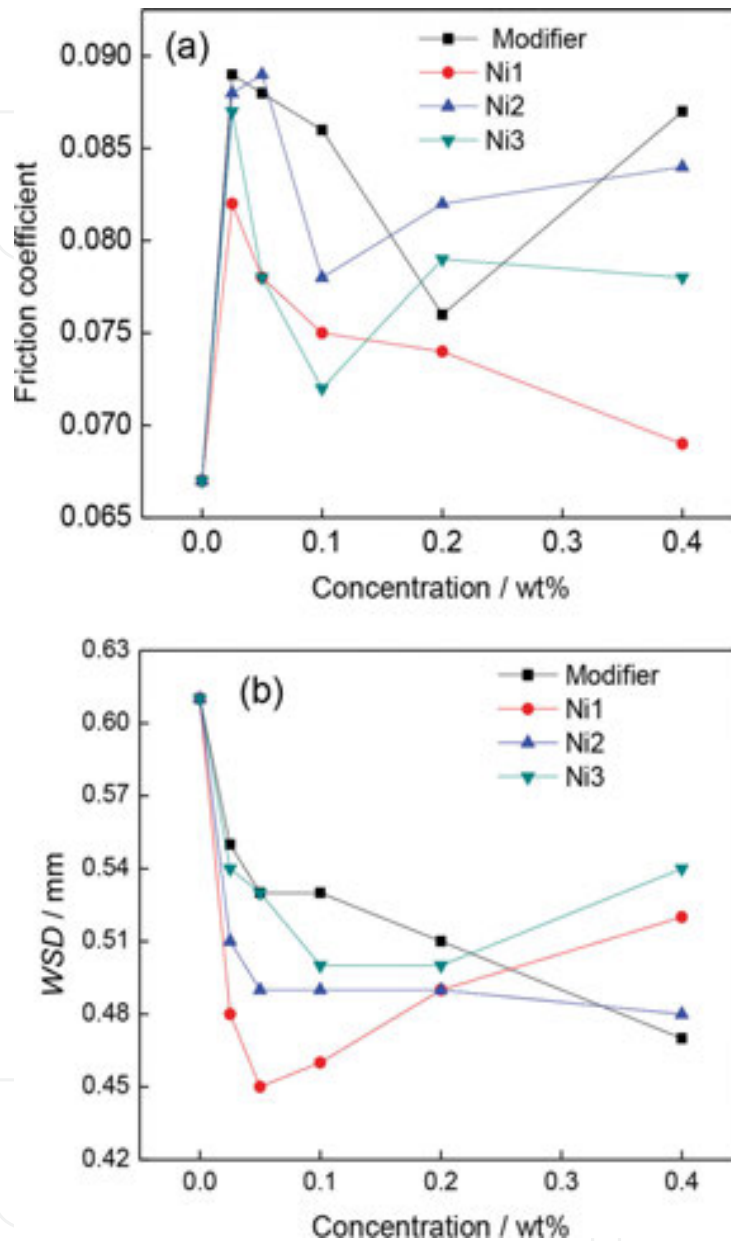 (a)
Modifier
Ni1
Ni2
Ni3
0.090
0.085
0.080
0.075
0.070
0.065
Friction coefficient
0.0 0.1 0.2 0.3 0.4
Concentration / wt%
(b)
Modifier
Ni1
Ni2
Ni3
0.63
0.60
0.57
0.54
0.51
0.48
0.45
0.42
WSD / mm
0.0 0.1 0.2 0.3 0.4
Concentration / wt%